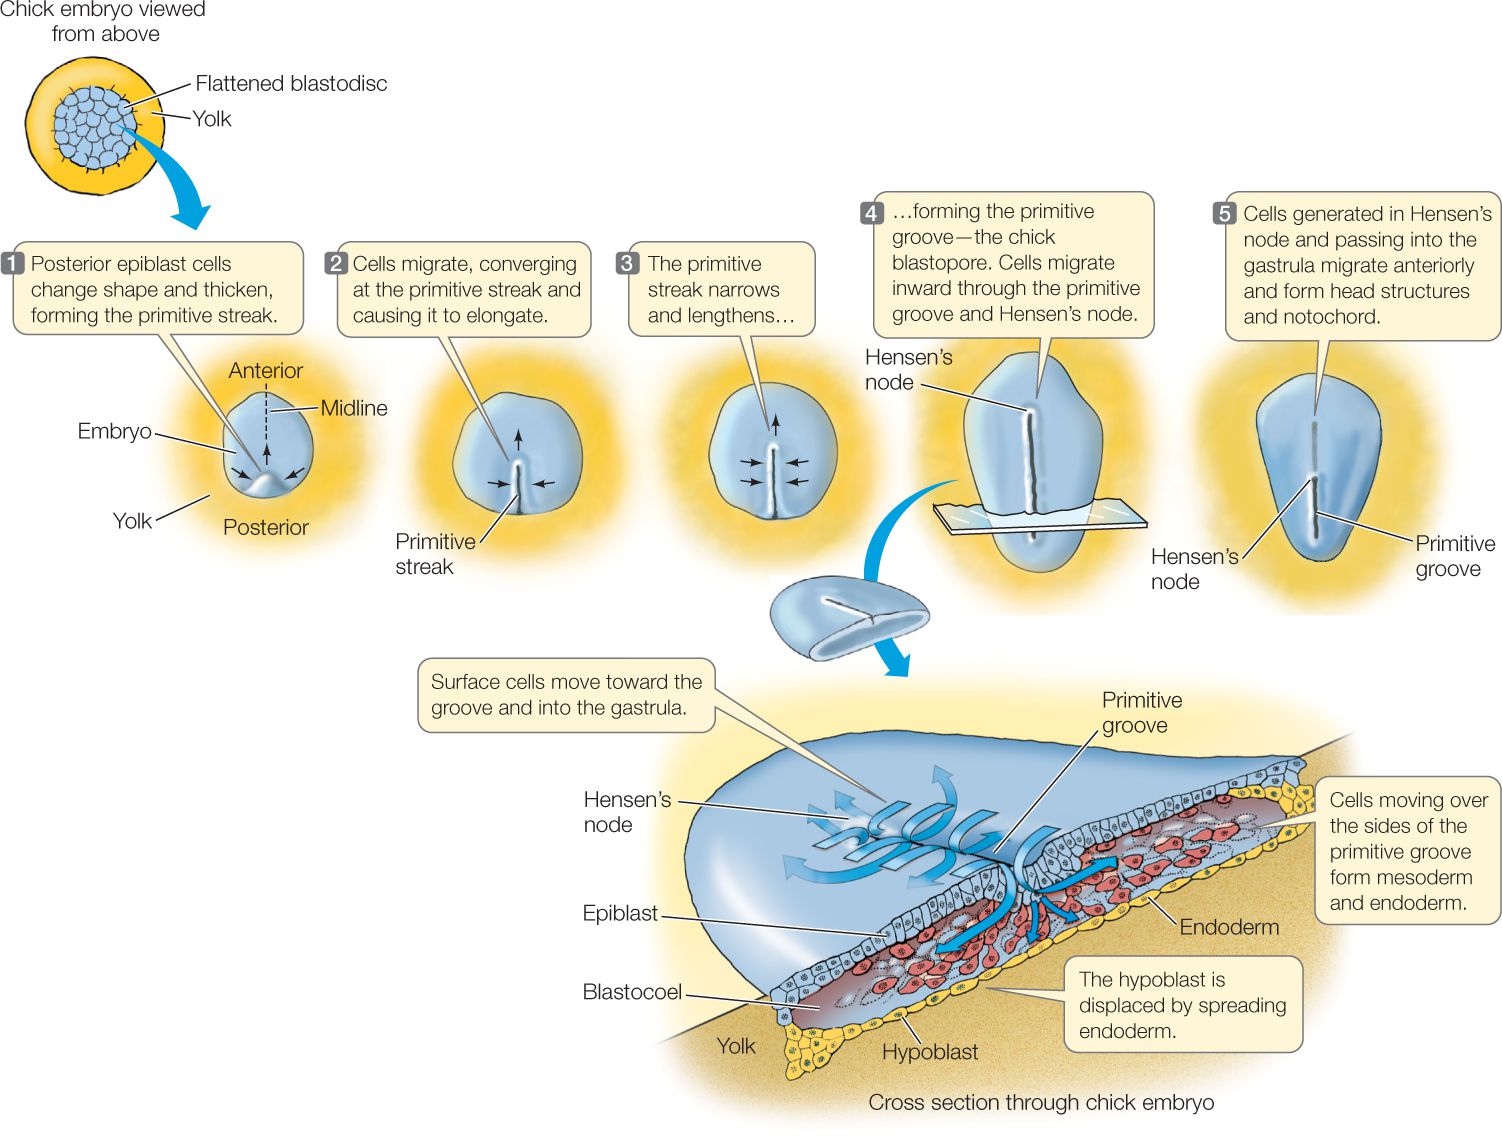 Chick embryo viewed
from above
Flattened blastodisc
Yolk
1 Posterior epiblast cells
change shape and thicken,
forming the primitive streak.
2 Cells migrate, converging
at the primitive streak and
causing it to elongate.
3 The primitive
streak narrows
and lengthens…
4 …forming the primitive
groove—the chick
blastopore. Cells migrate
inward through the primitive
groove and Hensen's node.
5 Cells generated in Hensen's
node and passing into the
gastrula migrate anteriorly
and form head structures
and notochord.
Anterior
Midline
Embryo
Yolk
Posterior
Primitive
streak
Hensen's
node
Hensen's
node
Primitive
groove
Surface cells move toward the
groove and into the gastrula.
Primitive
groove
Hensen's
node
Cells moving over
the sides of the
primitive groove
form mesoderm
and endoderm.
Epiblast
Endoderm
Blastocoel
The hypoblast is
displaced by spreading
endoderm.
Yolk
Hypoblast
Cross section through chick embryo